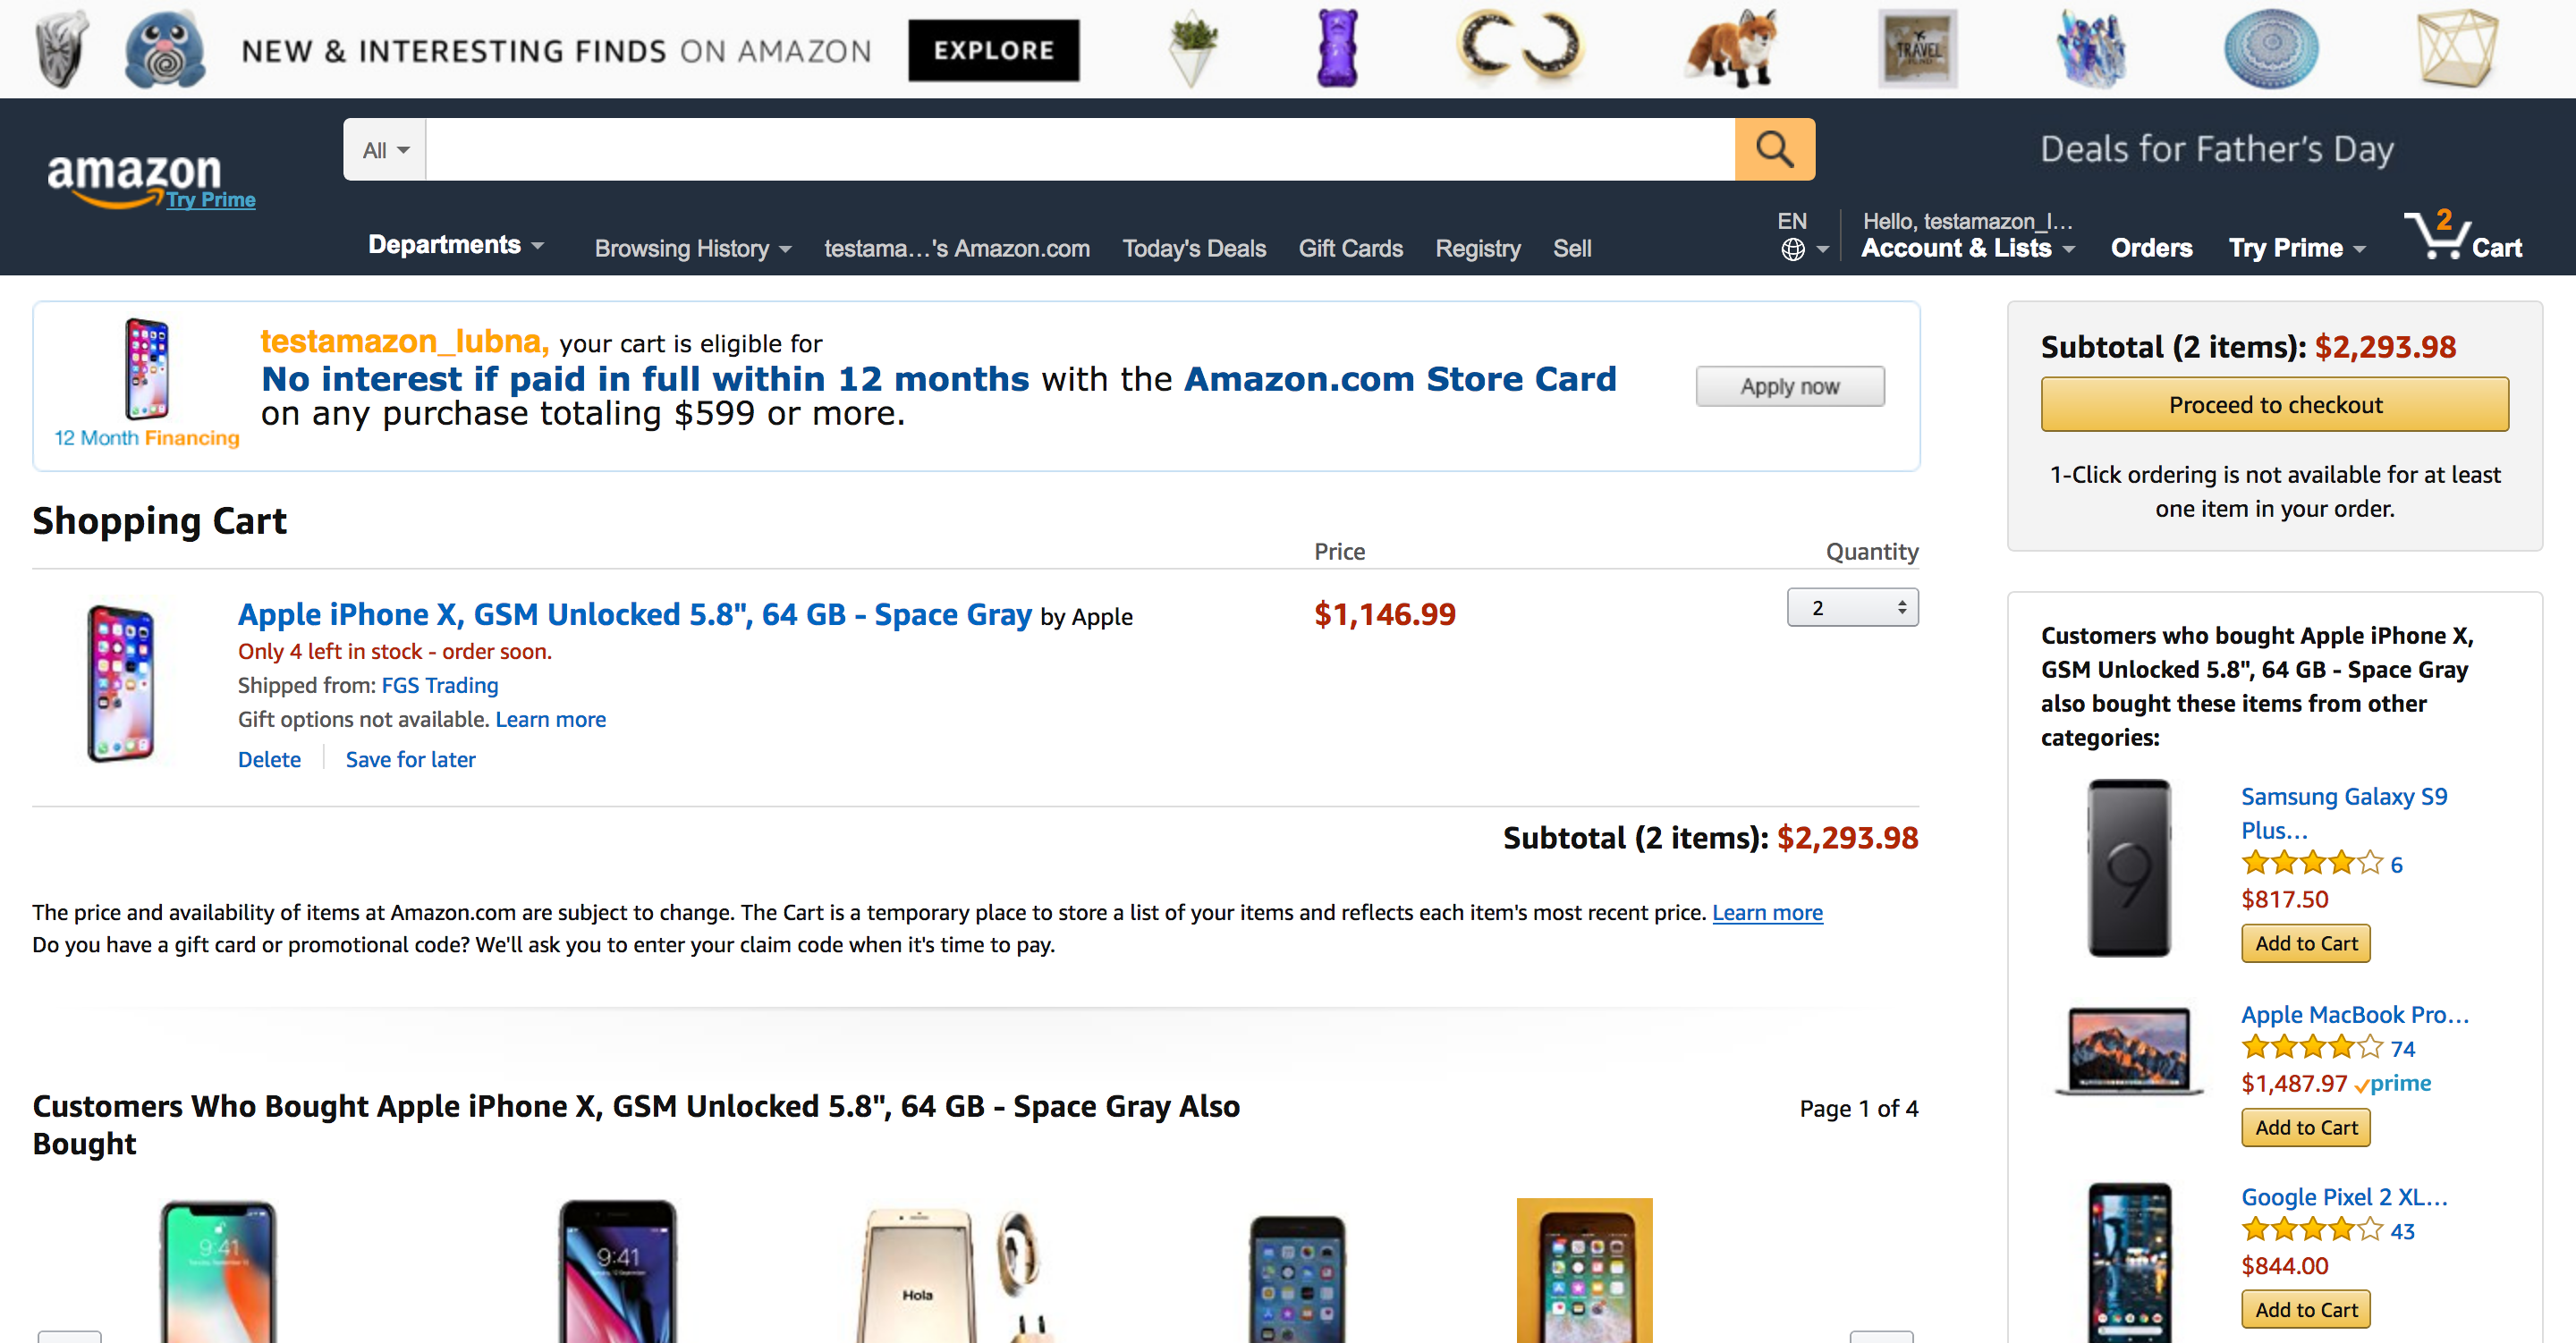 NEW & INTERESTING FINDS ON AMAZON EXPLORE
TRAVEL
FUND
All
Deals for Father's Day
amazon
Try Prime
EN
Hello, testamazon_l...
Departments
Browsing History
testama...'s Amazon.com
Today's Deals
Gift Cards
Registry
Sell
Account & Lists
Orders
Try Prime
2
Cart
testamazon_lubna, your cart is eligible for
No interest if paid in full within 12 months with the Amazon.com Store Card
on any purchase totaling $599 or more.
12 Month Financing
Apply now
Subtotal (2 items): $2,293.98
Proceed to checkout
1-Click ordering is not available for at least
one item in your order.
Shopping Cart
Price
Quantity
Apple iPhone X, GSM Unlocked 5.8", 64 GB - Space Gray by Apple
$1,146.99
2
Only 4 left in stock - order soon.
Shipped from: FGS Trading
Gift options not available. Learn more
Delete
Save for later
Subtotal (2 items): $2,293.98
The price and availability of items at Amazon.com are subject to change. The Cart is a temporary place to store a list of your items and reflects each item's most recent price. Learn more
Do you have a gift card or promotional code? We'll ask you to enter your claim code when it's time to pay.
Customers who bought Apple iPhone X,
GSM Unlocked 5.8", 64 GB - Space Gray
also bought these items from other
categories:
9
Samsung Galaxy S9
Plus...
6
$817.50
Add to Cart
Apple MacBook Pro...
74
$1,487.97 prime
Add to Cart
Google Pixel 2 XL...
43
$844.00
Add to Cart
Customers Who Bought Apple iPhone X, GSM Unlocked 5.8", 64 GB - Space Gray Also
Bought
Page 1 of 4
9:41
9:41
Hola